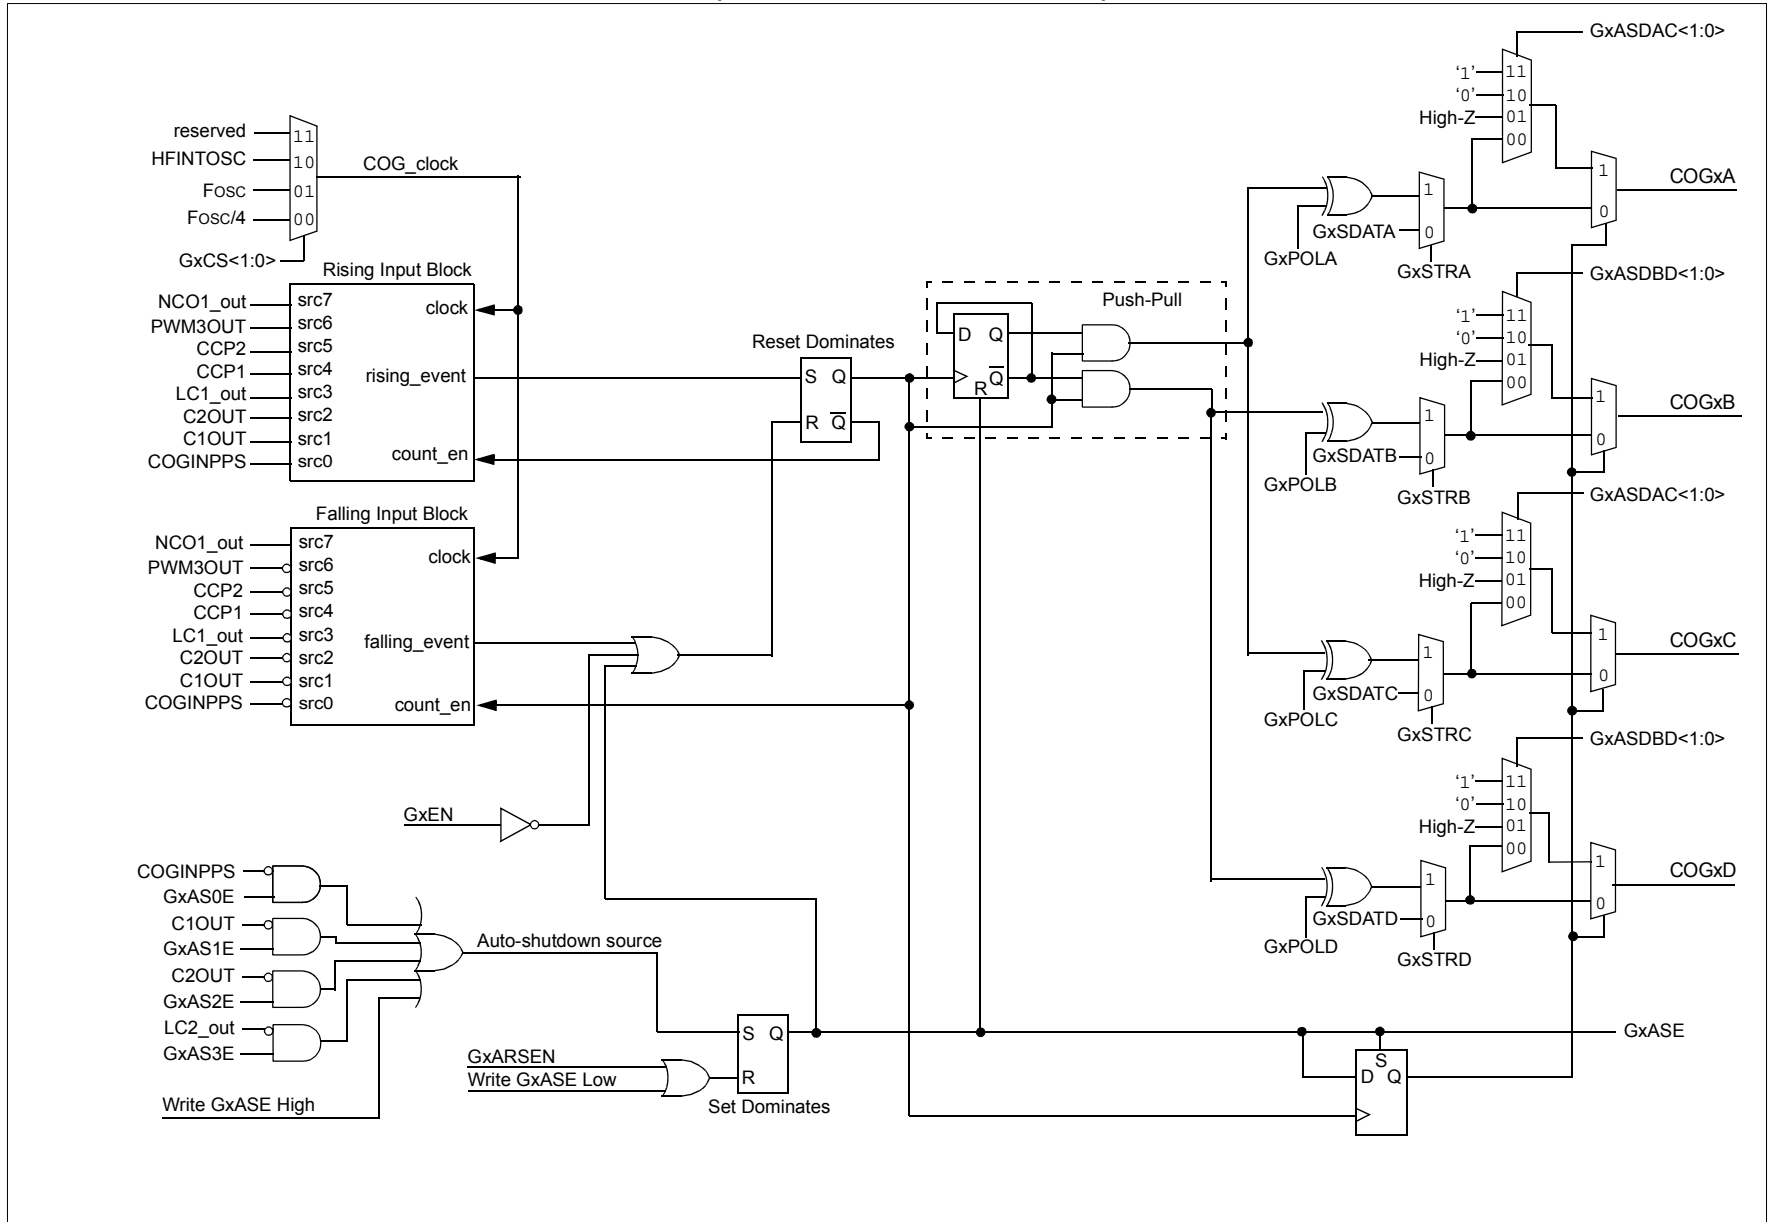 GxASDAC<1:0>
'1'
11
'0'
10
High-Z
01
00
reserved
11
HFINTOSC
10
FOSC
01
FOSC/4
00
GxCS<1:0>
COG_clock
1
0
COGxA
1
0
GxSDATA
GxPOLA
GxSTRA
Rising Input Block
NCO1_out
src7
PWM3OUT
src6
CCP2
src5
CCP1
src4
LC1_out
src3
C2OUT
src2
C1OUT
src1
COGINPPS
src0
clock
rising_event
count_en
Reset Dominates
S Q
R Q
Push-Pull
D Q
Q
R
GxASDBD<1:0>
'1'
11
'0'
10
High-Z
01
00
1
0
COGxB
1
0
GxSDATB
GxPOLB
GxSTRB
Falling Input Block
NCO1_out
src7
PWM3OUT
src6
CCP2
src5
CCP1
src4
LC1_out
src3
C2OUT
src2
C1OUT
src1
COGINPPS
src0
clock
falling_event
count_en
GxASDAC<1:0>
'1'
11
'0'
10
High-Z
01
00
1
0
COGxC
1
0
GxSDATC
GxPOLC
GxSTRC
GxEN
GxASDBD<1:0>
'1'
11
'0'
10
High-Z
01
00
1
0
COGxD
1
0
GxSDATD
GxPOLD
GxSTRD
COGINPPS
GxAS0E
C1OUT
GxAS1E
C2OUT
GxAS2E
LC2_out
GxAS3E
Write GxASE High
Auto-shutdown source
GxARSEN
Write GxASE Low
S Q
R
Set Dominates
GxASE
S
D Q